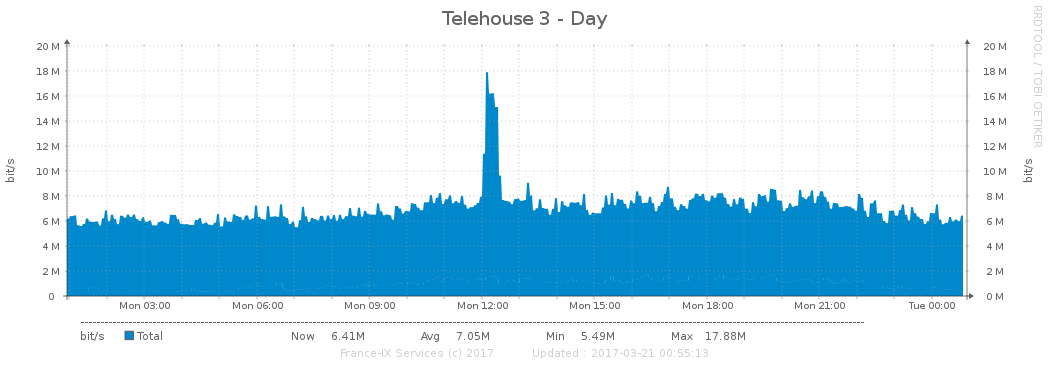 Telehouse 3 - Day
RRDTOOL / TOBI OETIKER
20 M 20 M
18 M 18 M
16 M 16 M
14 M 14 M
12 M 12 M
10 M 10 M
8 M 8 M
6 M 6 M
4 M 4 M
2 M 2 M
0 0 M
bit/s bit/s
Mon 03:00 Mon 06:00 Mon 09:00 Mon 12:00 Mon 15:00 Mon 18:00 Mon 21:00 Tue 00:00
bit/s Total Now 6.41M Avg 7.05M Min 5.49M Max 17.88M
France-IX Services (c) 2017 Updated : 2017-03-21 00:55:13